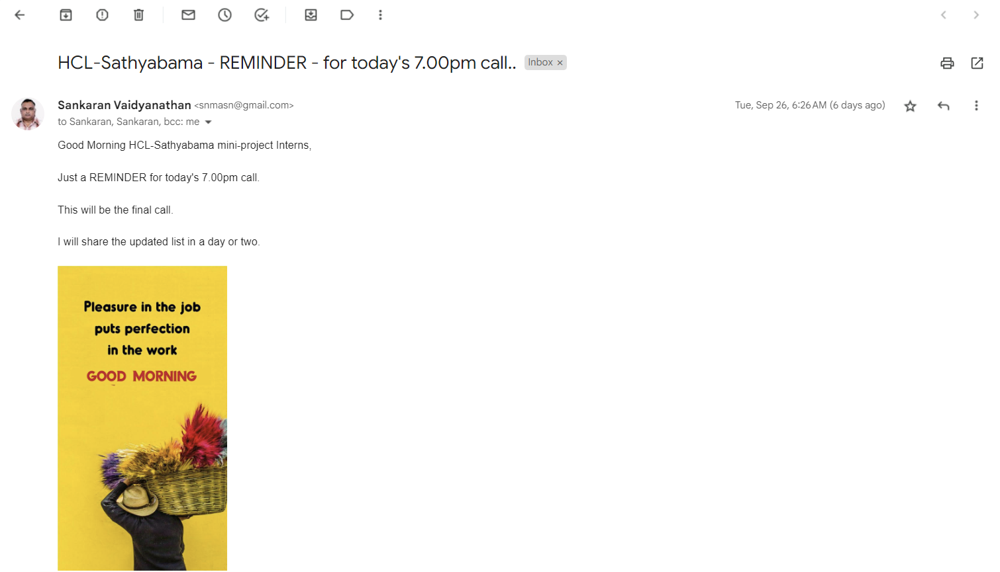 HCL-Sathyabama - REMINDER - for today's 7.00pm call.. Inbox ×
Sankaran Vaidyanathan <snmasn@gmail.com> Tue, Sep 26, 6:26 AM (6 days ago)
to Sankaran, Sankaran, bcc: me
Good Morning HCL-Sathyabama mini-project Interns,
Just a REMINDER for today's 7.00pm call.
This will be the final call.
I will share the updated list in a day or two.
Pleasure in the job
puts perfection
in the work
GOOD MORNING